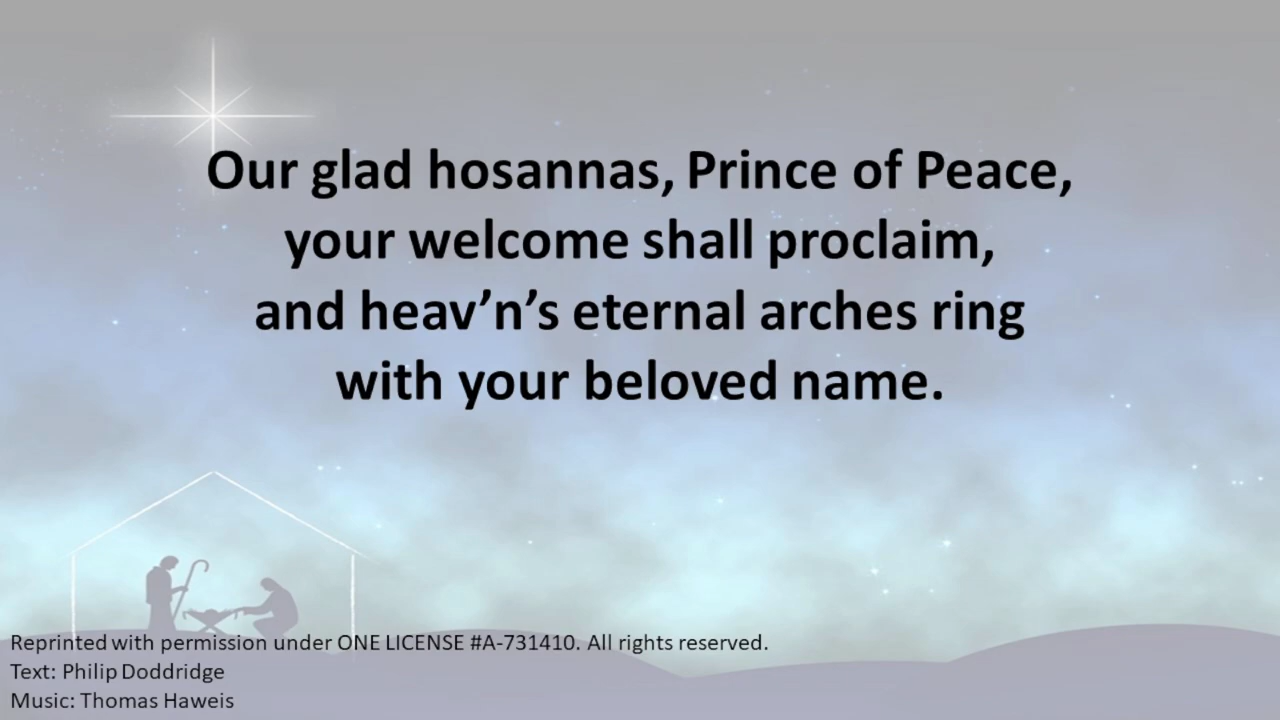 Our glad hosannas, Prince of Peace,
your welcome shall proclaim,
and heav’n’s eternal arches ring
with your beloved name.
Reprinted with permission under ONE LICENSE #A-731410. All rights reserved.
Text: Philip Doddridge
Music: Thomas Haweis